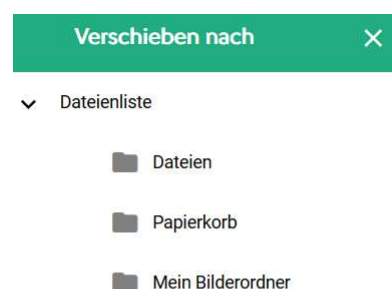 Verschieben nach
Dateienliste
Dateien
Papierkorb
Mein Bilderordner